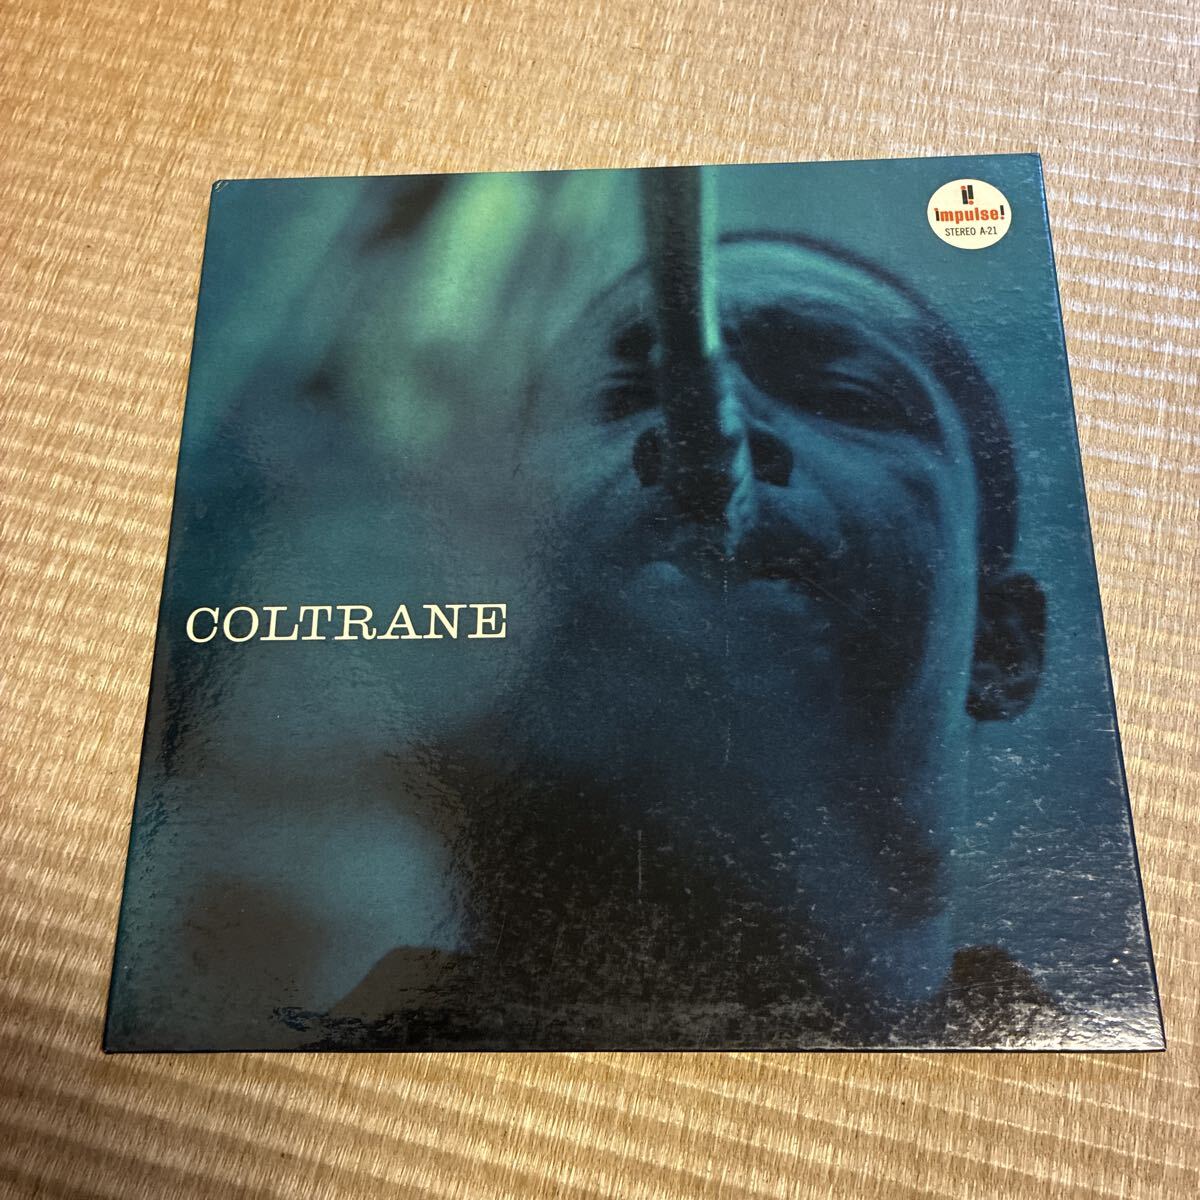 impulse!
STEREO A-21
COLTRANE